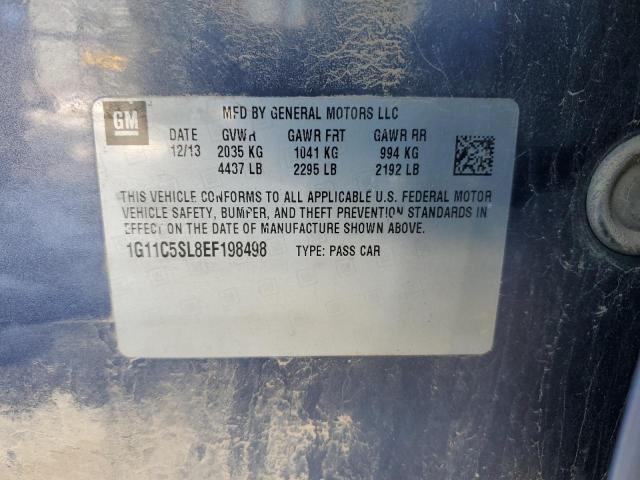 GM
MFD BY GENERAL MOTORS LLC
DATE GVWR GAWR FRT GAWR RR
12/13 2035 KG 1041 KG 994 KG
4437 LB 2295 LB 2192 LB
THIS VEHICLE CONFORMS TO ALL APPLICABLE U.S. FEDERAL MOTOR
VEHICLE SAFETY, BUMPER, AND THEFT PREVENTION STANDARDS IN
EFFECT ON THE DATE OF MANUFACTURE SHOWN ABOVE.
1G11C5SL8EF198498 TYPE: PASS CAR